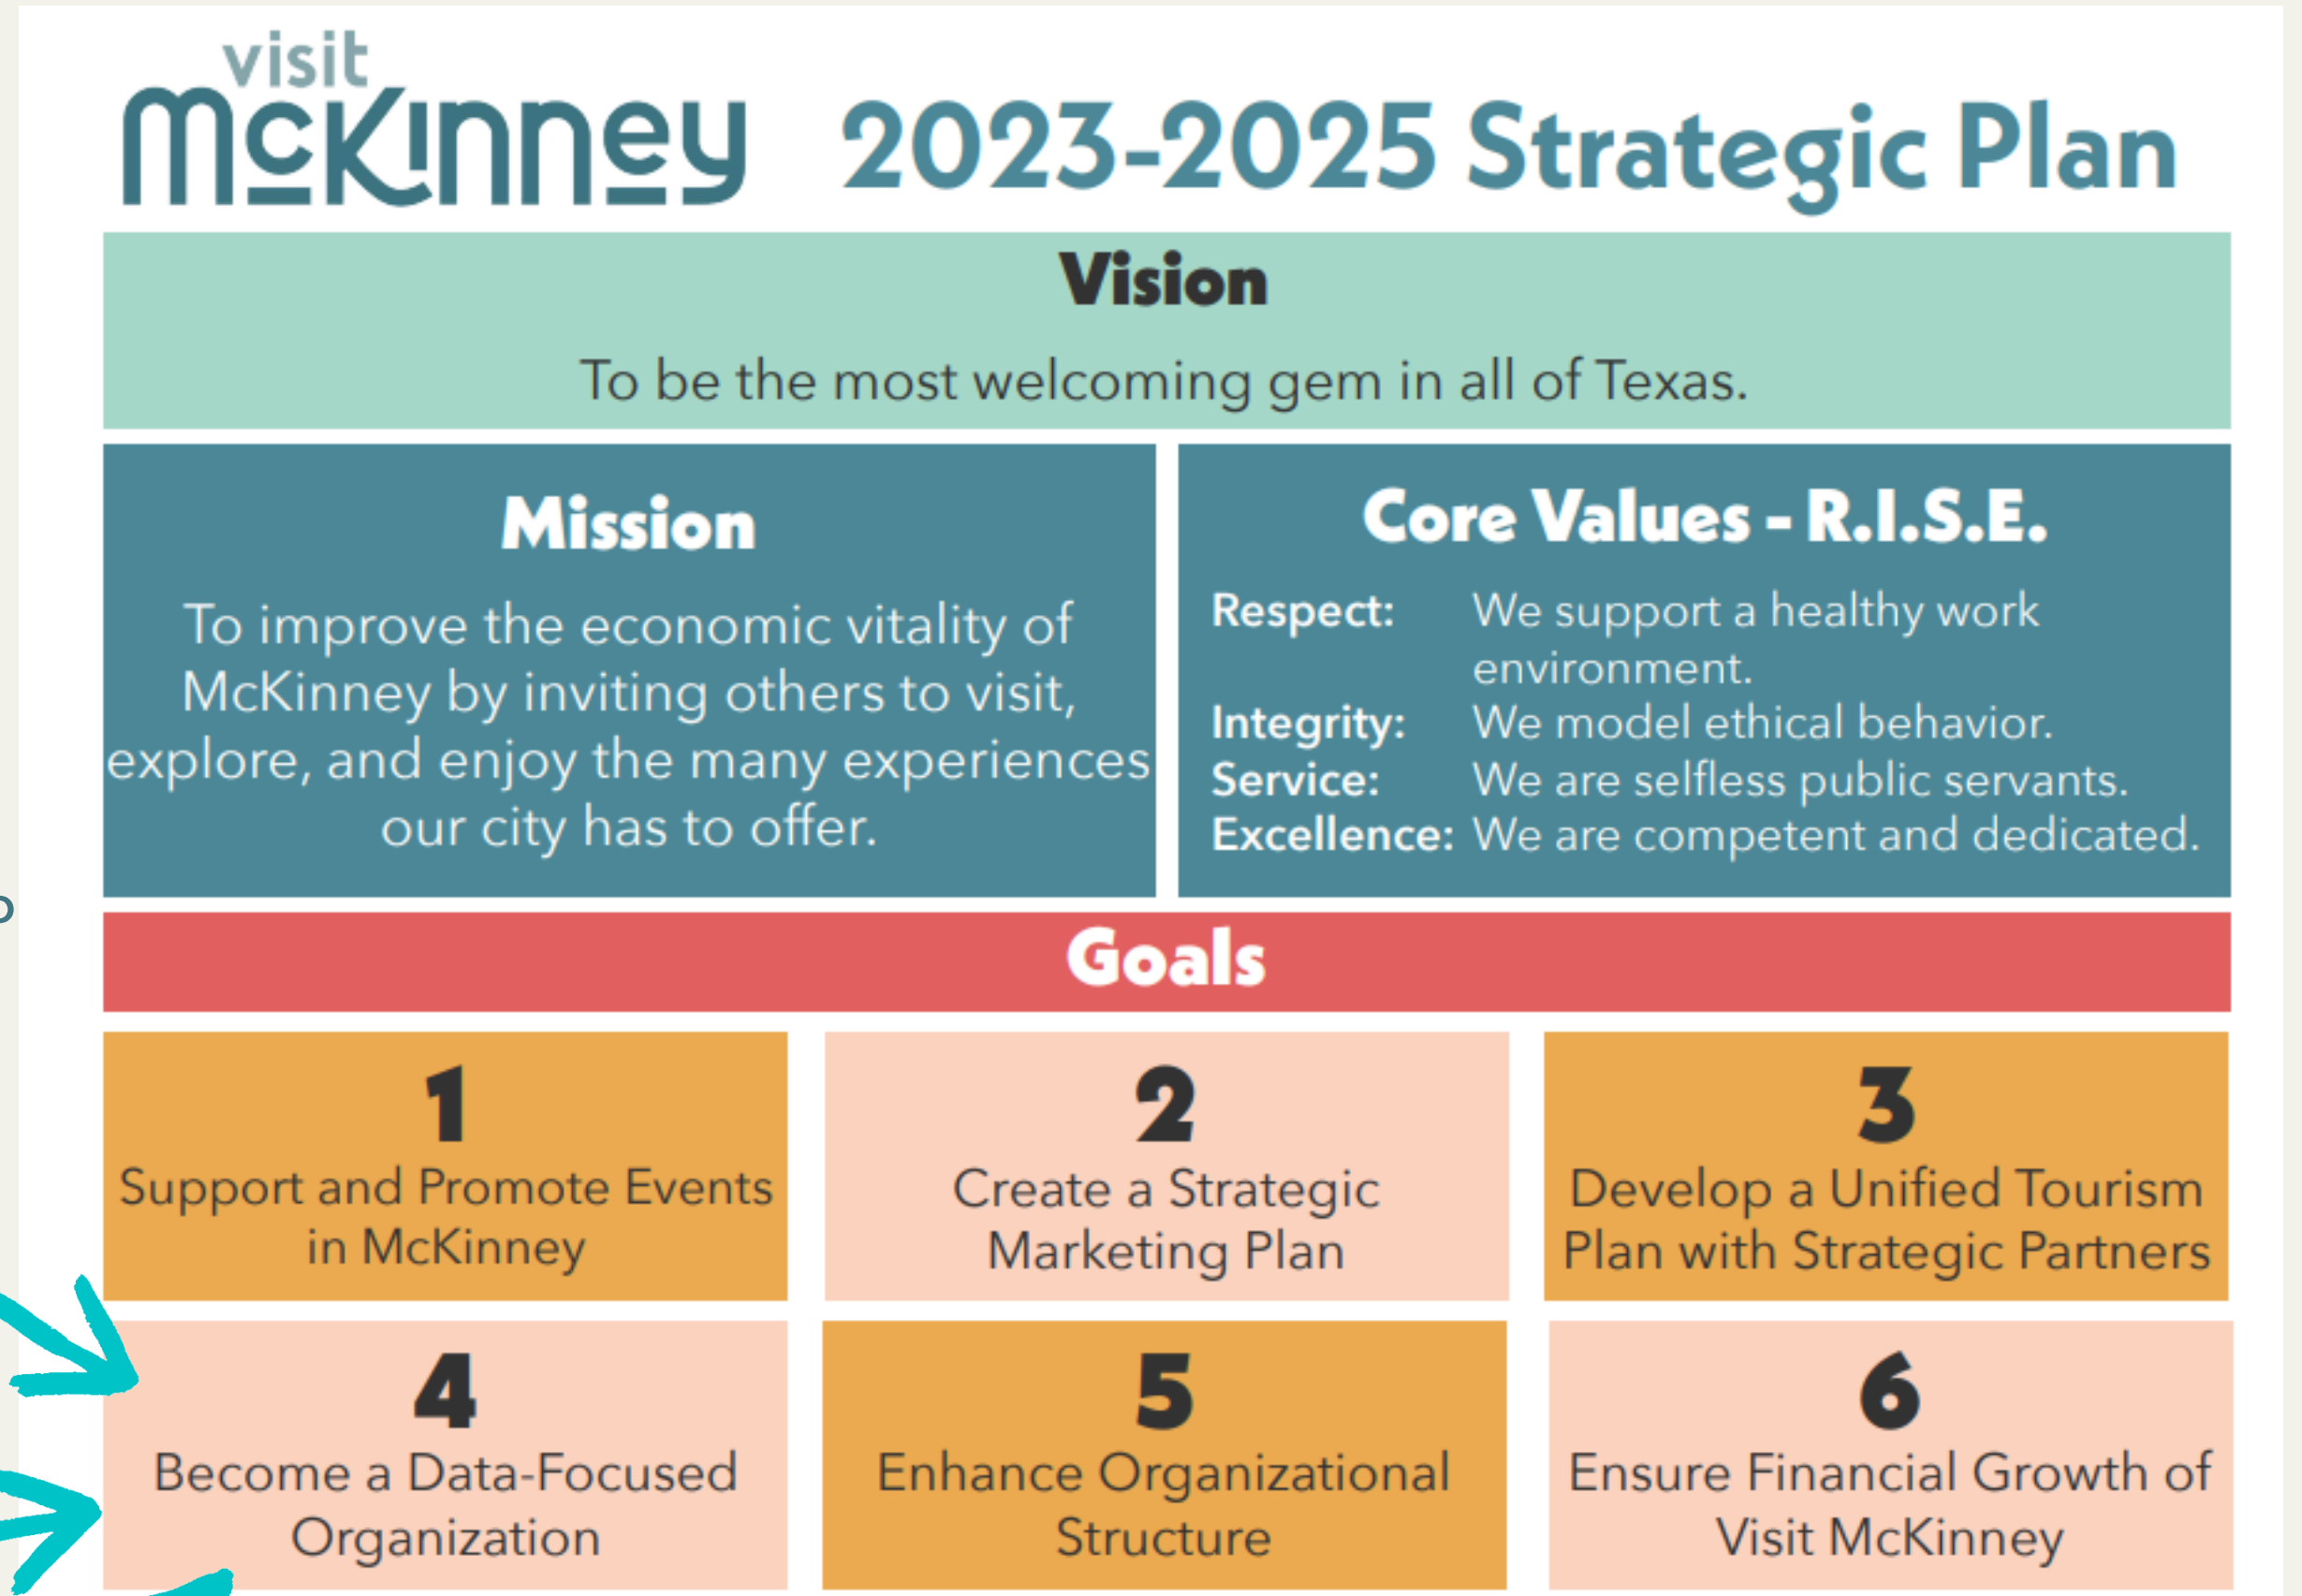 visit
McKinney
2023-2025 Strategic Plan
Vision
To be the most welcoming gem in all of Texas.
Mission
To improve the economic vitality of
McKinney by inviting others to visit,
explore, and enjoy the many experiences
our city has to offer.
Core Values - R.I.S.E.
Respect: We support a healthy work
environment.
Integrity: We model ethical behavior.
Service: We are selfless public servants.
Excellence: We are competent and dedicated.
Goals
1
Support and Promote Events
in McKinney
2
Create a Strategic
Marketing Plan
3
Develop a Unified Tourism
Plan with Strategic Partners
4
Become a Data-Focused
Organization
5
Enhance Organizational
Structure
6
Ensure Financial Growth of
Visit McKinney